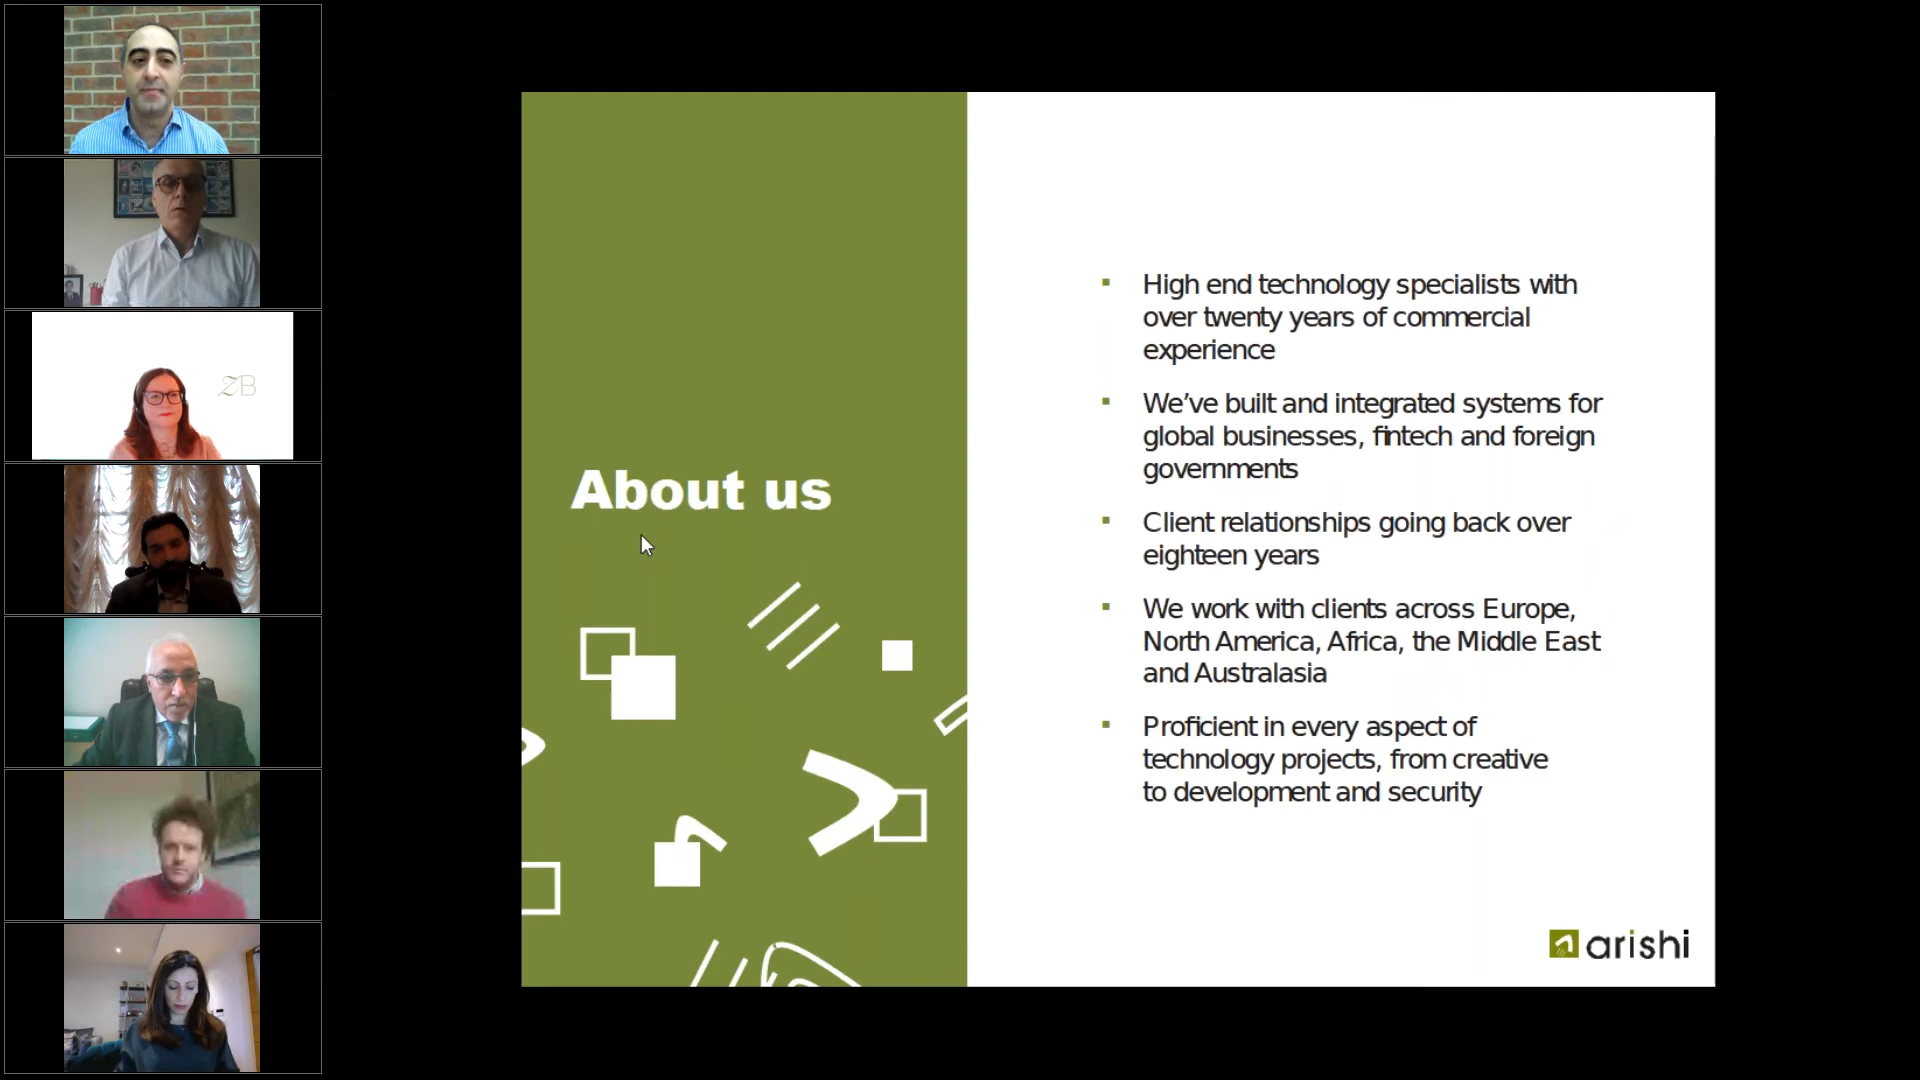 ZB
About us
High end technology specialists with
over twenty years of commercial
experience
We've built and integrated systems for
global businesses, fintech and foreign
governments
Client relationships going back over
eighteen years
We work with clients across Europe,
North America, Africa, the Middle East
and Australasia
Proficient in every aspect of
technology projects, from creative
to development and security
arishi